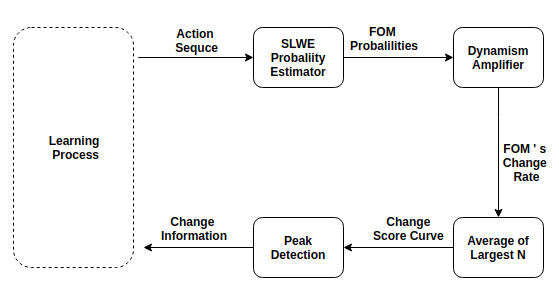 Action
Sequce
SLWE
Probaliity
Estimator
FOM
Probalilities
Dynamism
Amplifier
Learning
Process
FOM ' s
Change
Rate
Change
Information
Peak
Detection
Change
Score Curve
Average of
Largest N